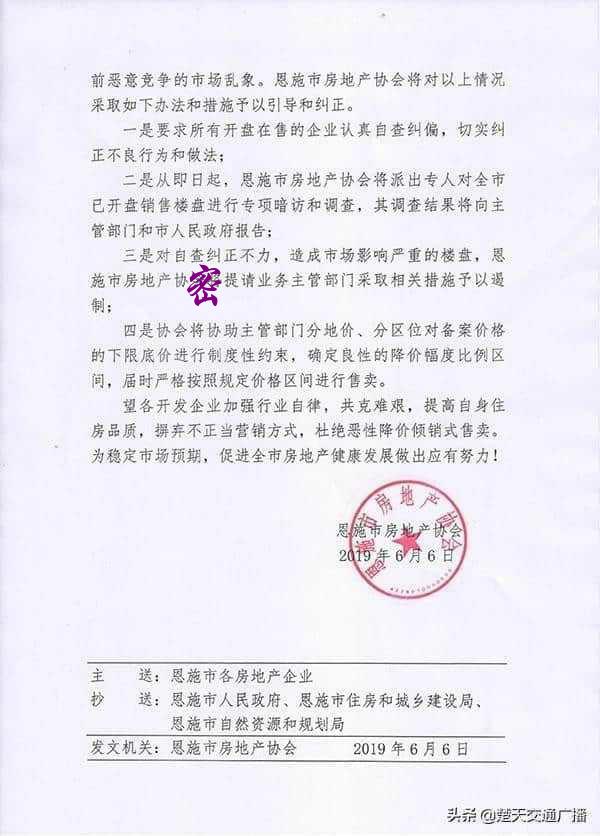 前恶意竞争的市场乱象。恩施市房地产协会将对以上情况
采取如下办法和措施予以引导和纠正。
一是要求所有开盘在售的企业认真自查纠偏，切实纠
正不良行为和做法；
二是从即日起，恩施市房地产协会将派出专人对全市
已开盘销售楼盘进行专项暗访和调查，其调查结果将向主
管部门和市人民政府报告；
三是对自查纠正不力，造成市场影响严重的楼盘，恩
施市房地产协密提请业务主管部门采取相关措施予以遏
制；
四是协会将协助主管部门分地价、分区位对备案价格
的下限底价进行制度性约束，确定良性的降价幅度比例区
间，届时严格按照规定价格区间进行售卖。
望各开发企业加强行业自律，共克难艰，提高自身住
房品质，摒弃不正当营销方式，杜绝恶性降价倾销式售卖。
为稳定市场预期，促进全市房地产健康发展做出应有努力！
恩施市房地产协会
恩施市房地产协会
2019年6月6日
主　送：恩施市各房地产企业
抄　送：恩施市人民政府、恩施市住房和城乡建设局、
恩施市自然资源和规划局
发文机关：恩施市房地产协会　2019年6月6日
头条 @楚天交通广播